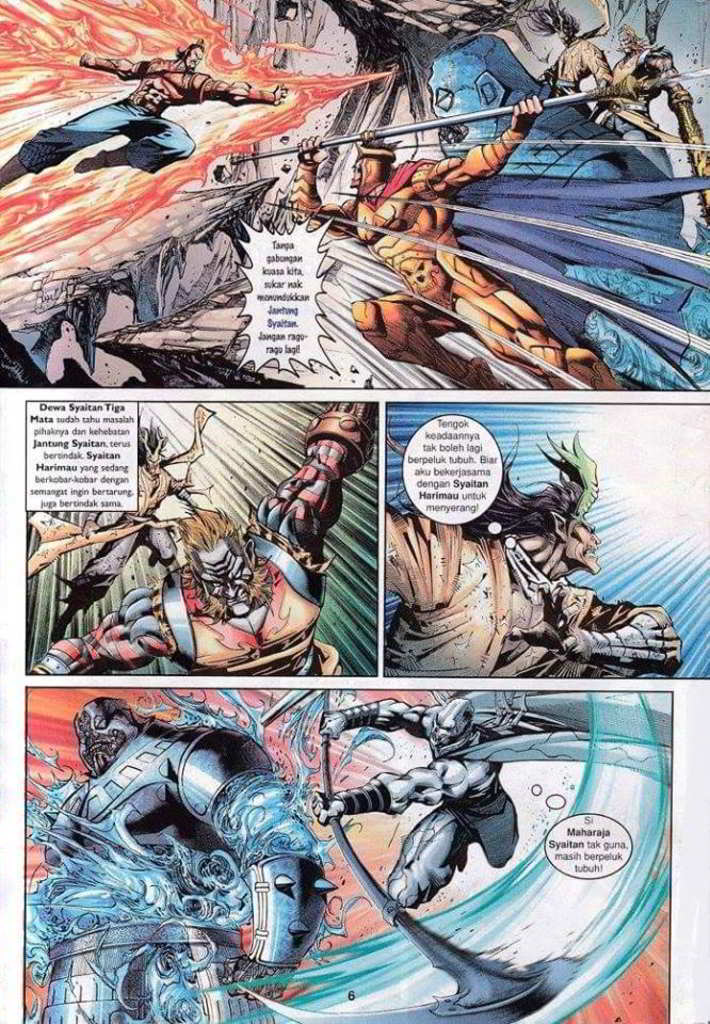 Tanpa
gabungan
kuasa kita,
sukar nak
menundukkan
Jantung
Syaitan.
Jangan ragu-
ragu lagi!
Dewa Syaitan Tiga
Mata sudah tahu masalah
pihaknya dan kehebatan
Jantung Syaitan, terus
bertindak. Syaitan
Harimau yang sedang
berkobar-kobar dengan
semangat ingin bertarung,
juga bertindak sama.
Tengok
keadaannya
tak boleh lagi
berpeluk tubuh. Biar
aku bekerjasama
dengan Syaitan
Harimau untuk
menyerang!
Si
Maharaja
Syaitan tak guna,
masih berpeluk
tubuh!
6